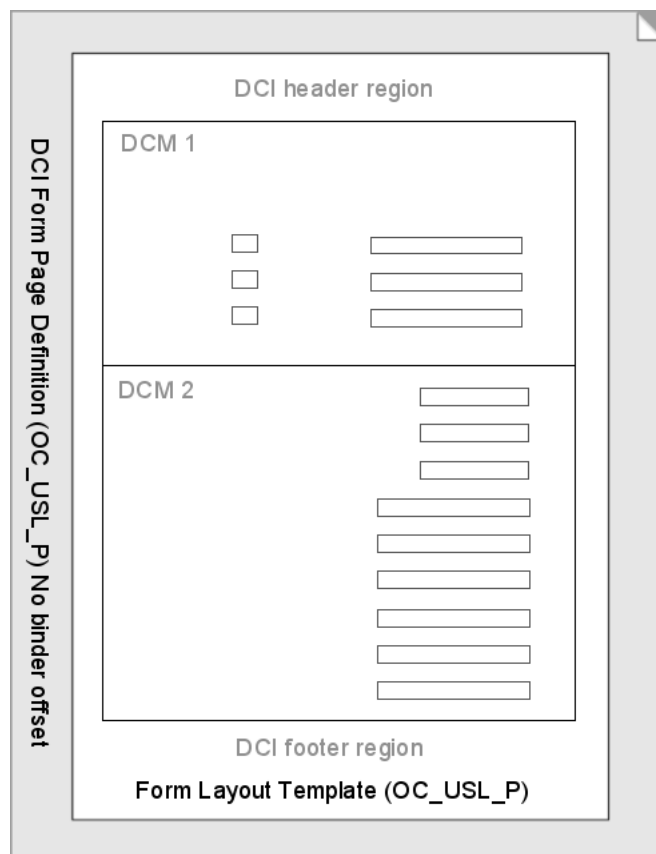 DCI header region
DCM 1
DCM 2
DCI footer region
Form Layout Template (OC_USL_P)
DCI Form Page Definition (OC_USL_P) No binder offset